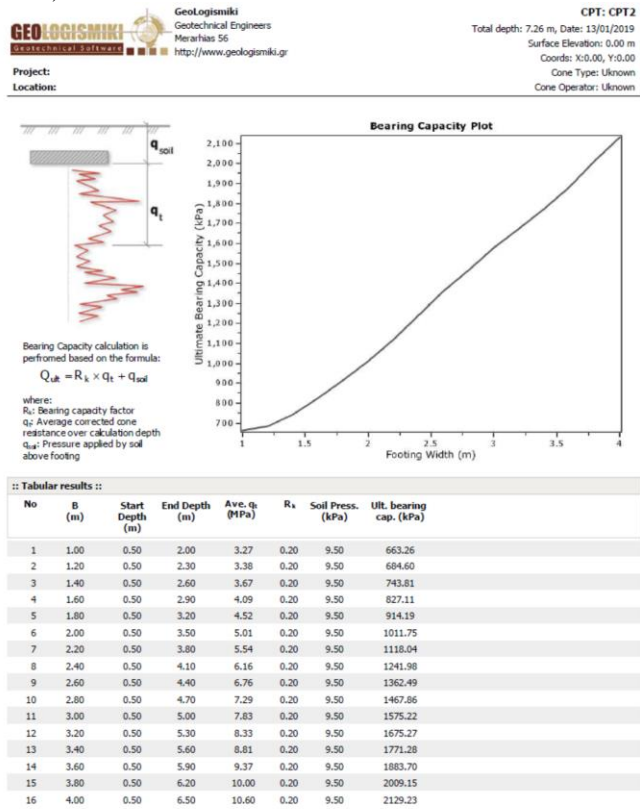 GEOLOGISMIKI
Geotechnical Software
GeoLogismiki
Geotechnical Engineers
Merarhias 56
http://www.geologismiki.gr
Project:
Location:
CPT: CPT2
Total depth: 7.26 m, Date: 13/01/2019
Surface Elevation: 0.00 m
Coords: X:0.00, Y:0.00
Cone Type: Uknown
Cone Operator: Uknown
q soil
q t
Bearing Capacity calculation is
perfromed based on the formula:
Qult = Rk × qt + qsoil
where:
Rk: Bearing capacity factor
qt: Average corrected cone
resistance over calculation depth
qsoil: Pressure applied by soil
above footing
Bearing Capacity Plot
Ultimate Bearing Capacity (kPa)
2,100
2,000
1,900
1,800
1,700
1,600
1,500
1,400
1,300
1,200
1,100
1,000
900
800
700
1 1.5 2 2.5 3 3.5 4
Footing Width (m)
:: Tabular results ::
No B (m) Start Depth (m) End Depth (m) Ave. qt (MPa) Rk Soil Press. (kPa) Ult. bearing cap. (kPa)
1 1.00 0.50 2.00 3.27 0.20 9.50 663.26
2 1.20 0.50 2.30 3.38 0.20 9.50 684.60
3 1.40 0.50 2.60 3.67 0.20 9.50 743.81
4 1.60 0.50 2.90 4.09 0.20 9.50 827.11
5 1.80 0.50 3.20 4.52 0.20 9.50 914.19
6 2.00 0.50 3.50 5.01 0.20 9.50 1011.75
7 2.20 0.50 3.80 5.54 0.20 9.50 1118.04
8 2.40 0.50 4.10 6.16 0.20 9.50 1241.98
9 2.60 0.50 4.40 6.76 0.20 9.50 1362.49
10 2.80 0.50 4.70 7.29 0.20 9.50 1467.86
11 3.00 0.50 5.00 7.83 0.20 9.50 1575.22
12 3.20 0.50 5.30 8.33 0.20 9.50 1675.27
13 3.40 0.50 5.60 8.81 0.20 9.50 1771.28
14 3.60 0.50 5.90 9.37 0.20 9.50 1883.70
15 3.80 0.50 6.20 10.00 0.20 9.50 2009.15
16 4.00 0.50 6.50 10.60 0.20 9.50 2129.23